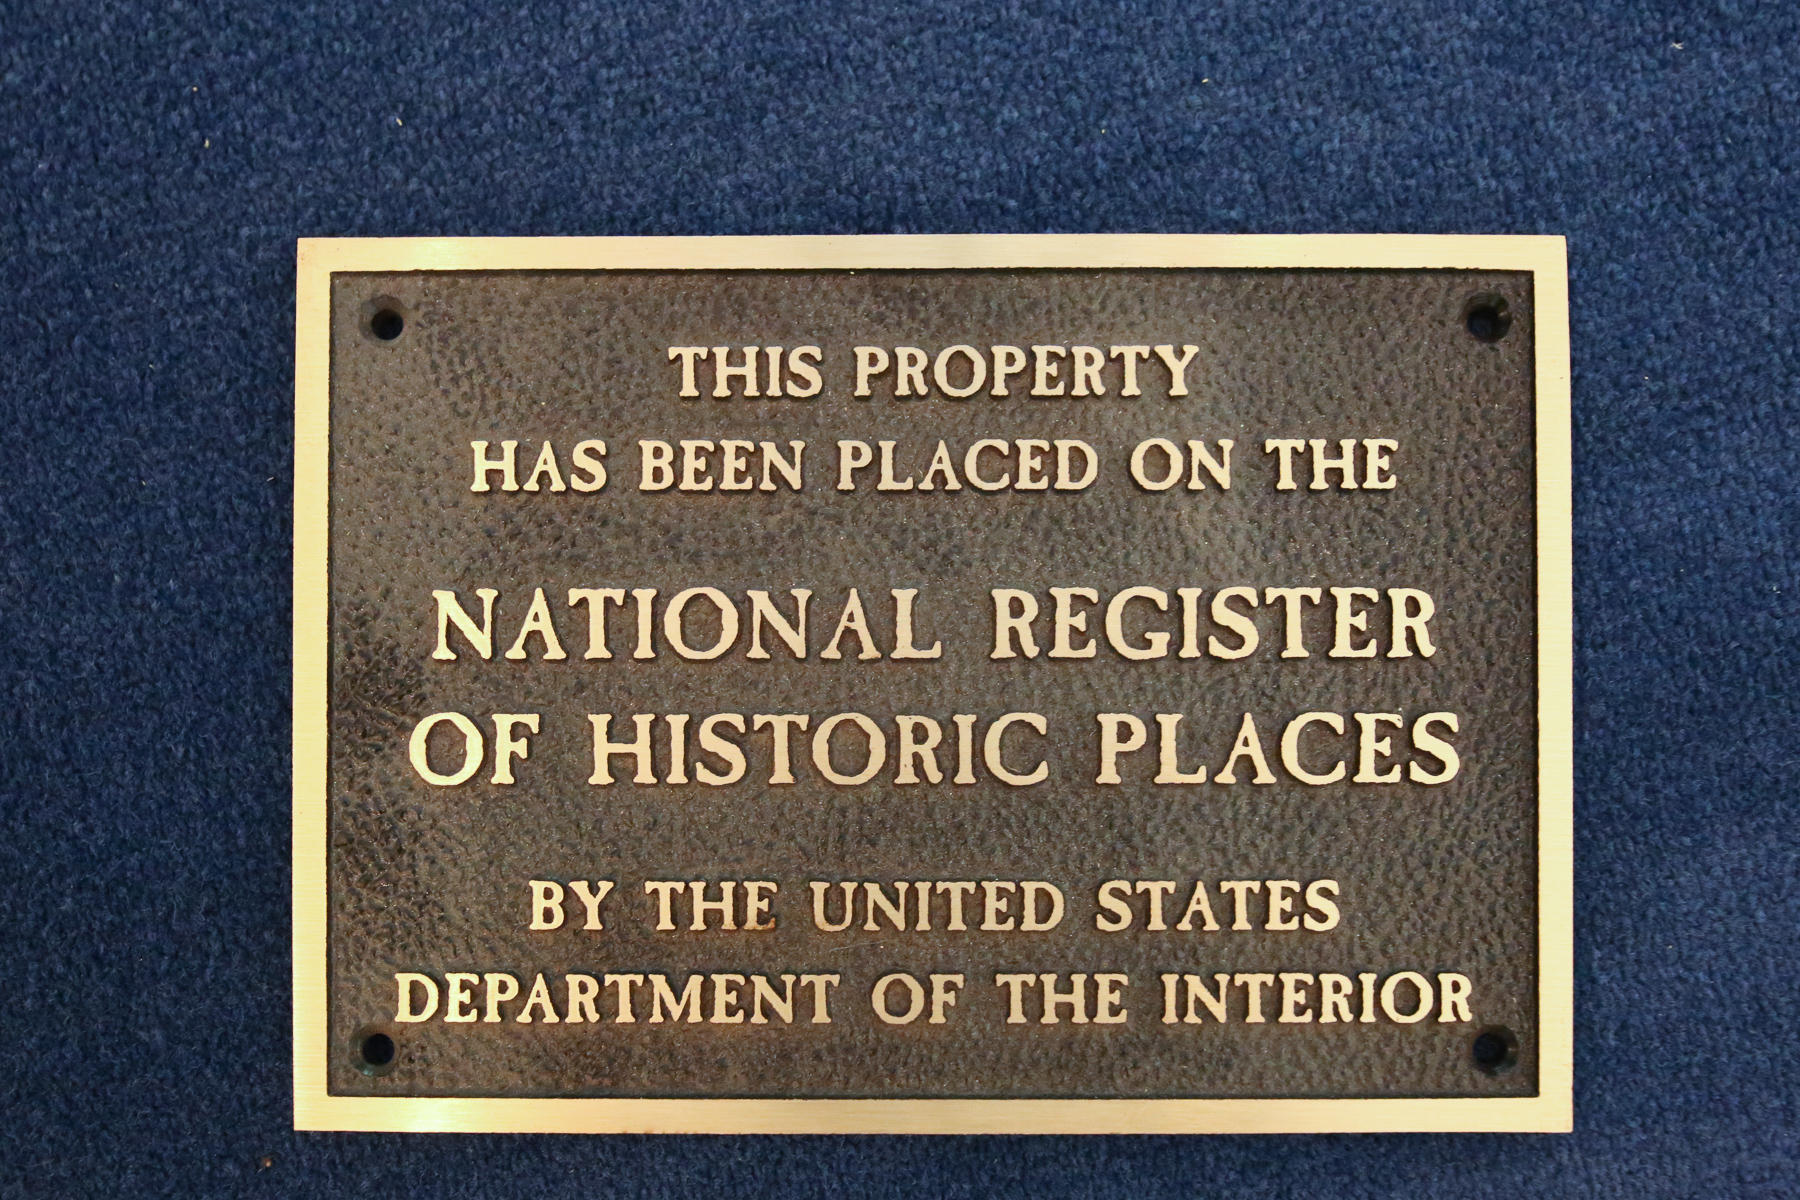 THIS PROPERTY
HAS BEEN PLACED ON THE
NATIONAL REGISTER
OF HISTORIC PLACES
BY THE UNITED STATES
DEPARTMENT OF THE INTERIOR